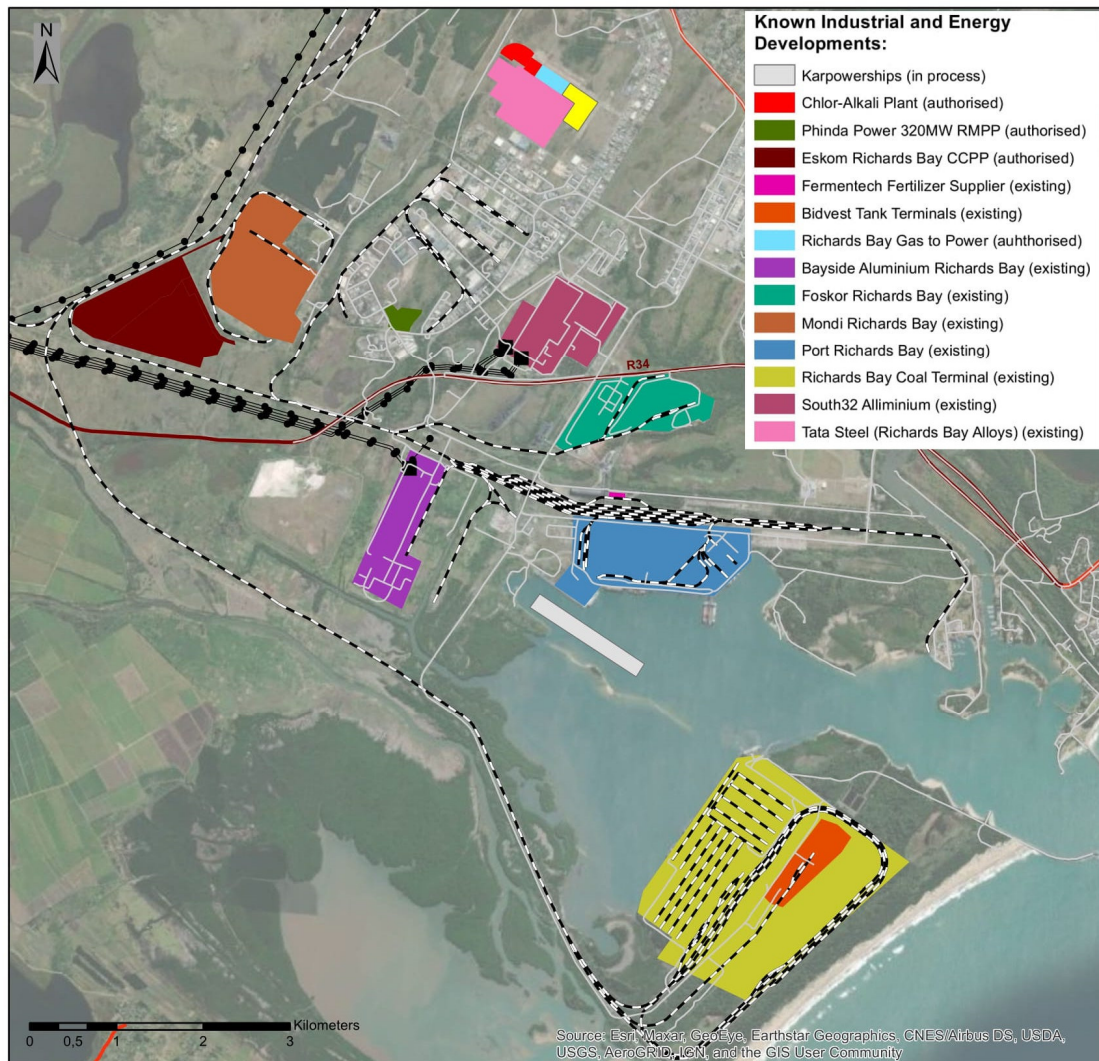 N
Known Industrial and Energy
Developments:
Karpowerships (in process)
Chlor-Alkali Plant (authorised)
Phinda Power 320MW RMPP (authorised)
Eskom Richards Bay CCPP (authorised)
Fermentech Fertilizer Supplier (existing)
Bidvest Tank Terminals (existing)
Richards Bay Gas to Power (auhthorised)
Bayside Aluminium Richards Bay (existing)
Foskor Richards Bay (existing)
Mondi Richards Bay (existing)
Port Richards Bay (existing)
Richards Bay Coal Terminal (existing)
South32 Alliminium (existing)
Tata Steel (Richards Bay Alloys) (existing)
R34
Kilometers
0 0,5 1 2 3
Source: Esri, Maxar, GeoEye, Earthstar Geographics, CNES/Airbus DS, USDA,
USGS, AeroGRID, IGN, and the GIS User Community